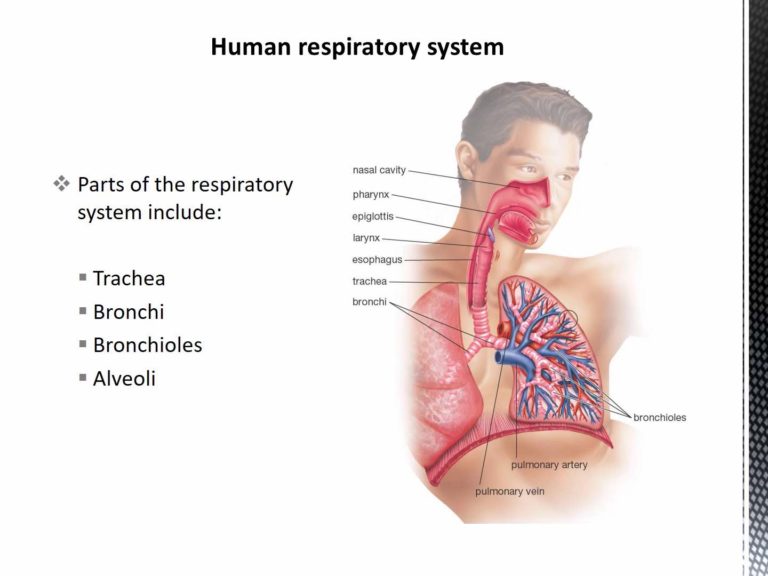 Human respiratory system
Parts of the respiratory
system include:
Trachea
Bronchi
Bronchioles
Alveoli
nasal cavity
pharynx
epiglottis
larynx
esophagus
trachea
bronchi
bronchioles
pulmonary artery
pulmonary vein